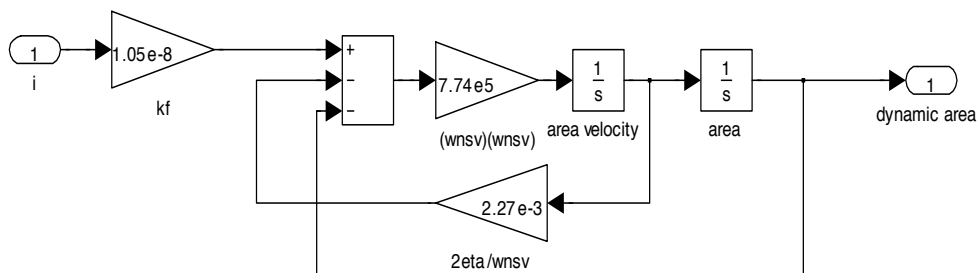 1
i
1.05e-8
kf
+
−
−
7.74e5
(wnsv)(wnsv)
1
s
area velocity
1
s
area
1
dynamic area
2.27e-3
2eta/wnsv